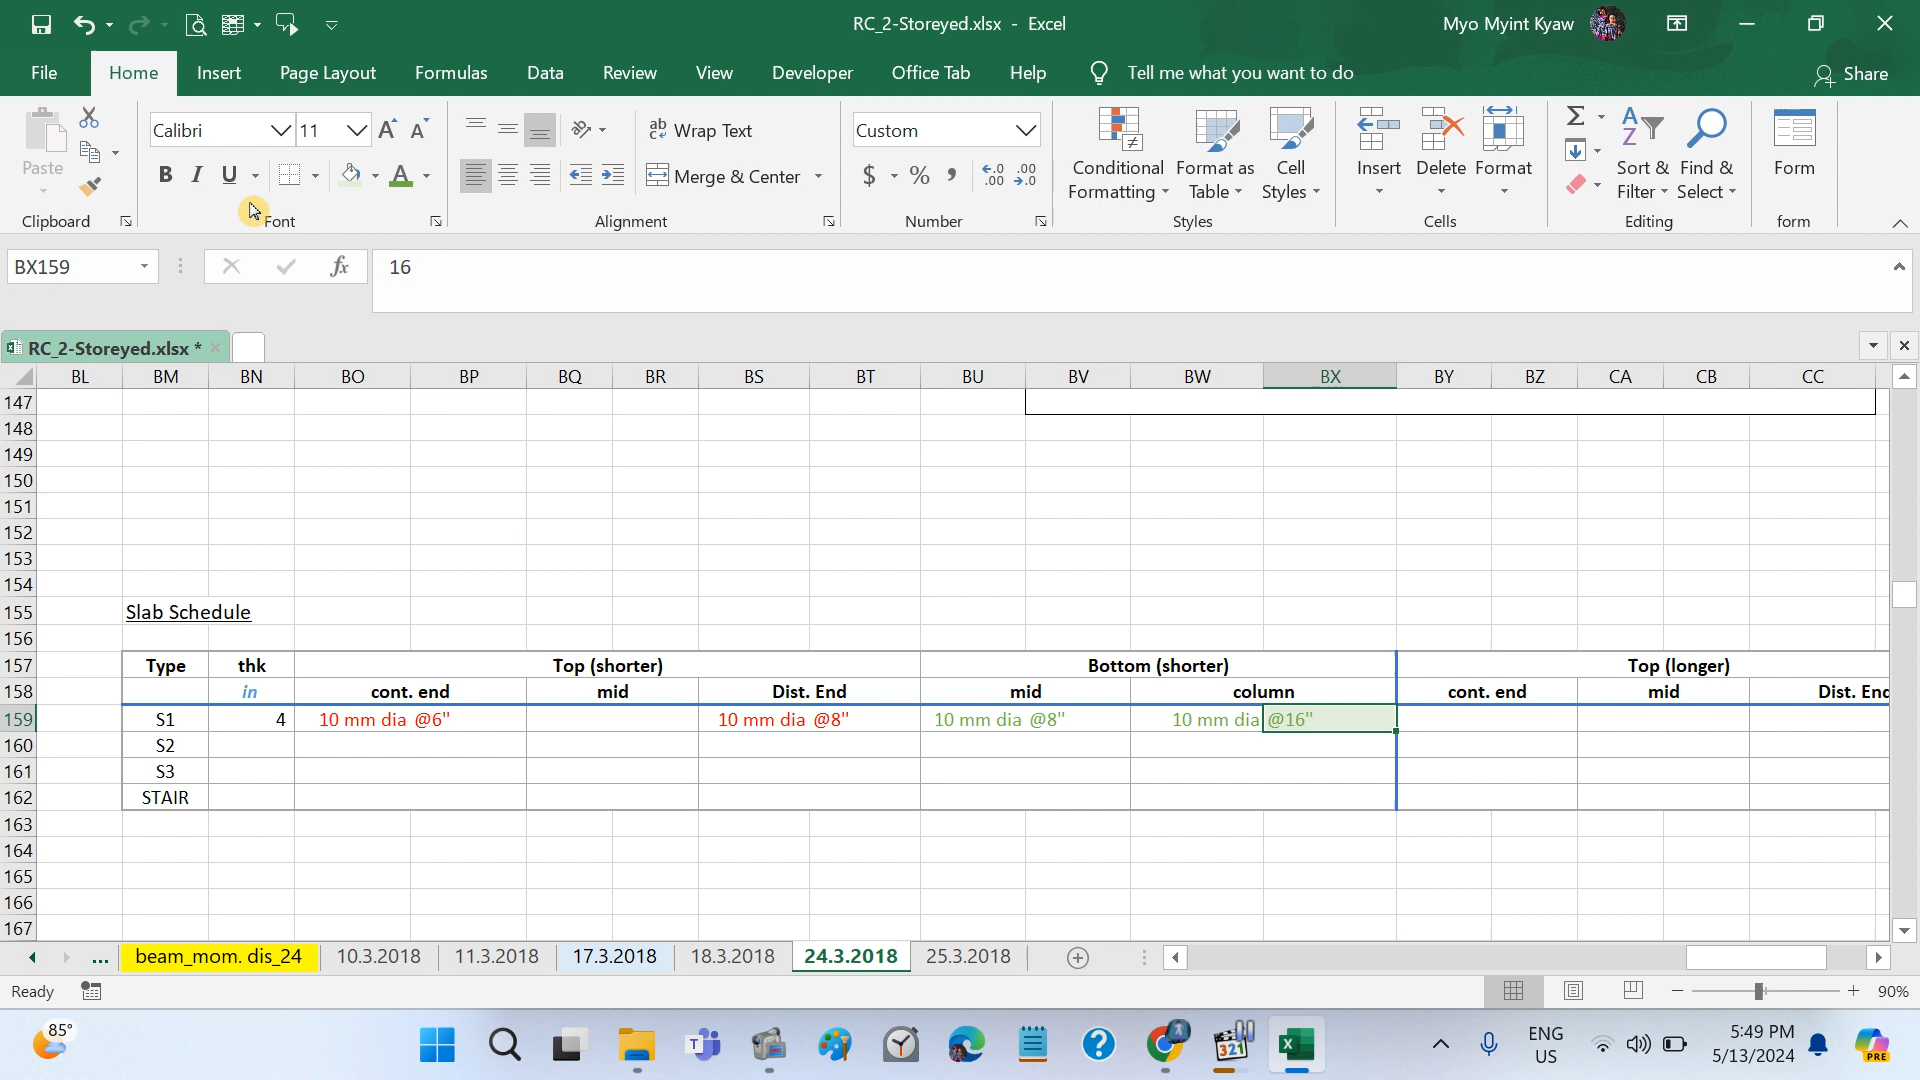 RC_2-Storeyed.xlsx - Excel
Myo Myint Kyaw
File Home Insert Page Layout Formulas Data Review View Developer Office Tab Help Tell me what you want to do
Share
Calibri 11 Wrap Text Custom
Paste B I U Merge & Center $ % ,
Conditional Formatting Format as Table Cell Styles Insert Delete Format Sort & Filter Find & Select Form
Clipboard Font Alignment Number Styles Cells Editing form
BX159 fx 16
RC_2-Storeyed.xlsx *
BL BM BN BO BP BQ BR BS BT BU BV BW BX BY BZ CA CB CC
147
148
149
150
151
152
153
154
155 Slab Schedule
156
157 Type thk Top (shorter) Bottom (shorter) Top (longer)
158 in cont. end mid Dist. End mid column cont. end mid Dist. End
159 S1 4 10 mm dia @6" 10 mm dia @8" 10 mm dia @8" 10 mm dia @16"
160 S2
161 S3
162 STAIR
163
164
165
166
167
... beam_mom. dis_24 10.3.2018 11.3.2018 17.3.2018 18.3.2018 24.3.2018 25.3.2018
Ready 90%
85° 321 ENG US 5:49 PM 5/13/2024 PRE